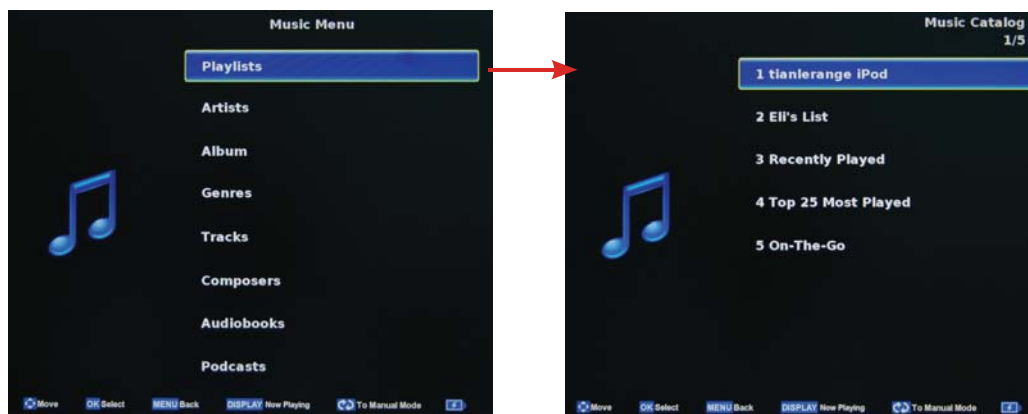 Music Menu
Playlists
Artists
Album
Genres
Tracks
Composers
Audiobooks
Podcasts
Move OK Select MENU Back DISPLAY Now Playing To Manual Mode
Music Catalog
1/5
1 tianlerange iPod
2 Eli's List
3 Recently Played
4 Top 25 Most Played
5 On-The-Go
Move OK Select MENU Back DISPLAY Now Playing To Manual Mode